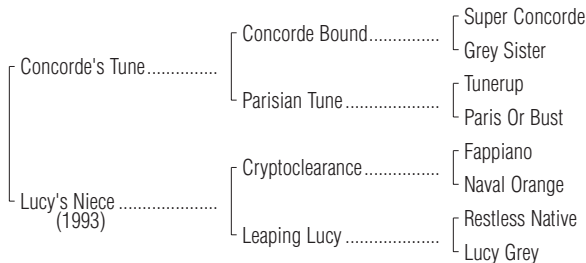 Super Concorde
Concorde Bound...............
Grey Sister
Concorde's Tune...............
Tunerup
Parisian Tune....................
Paris Or Bust
Fappiano
Cryptoclearance................
Naval Orange
Lucy's Niece.....................
(1993)
Restless Native
Leaping Lucy....................
Lucy Grey